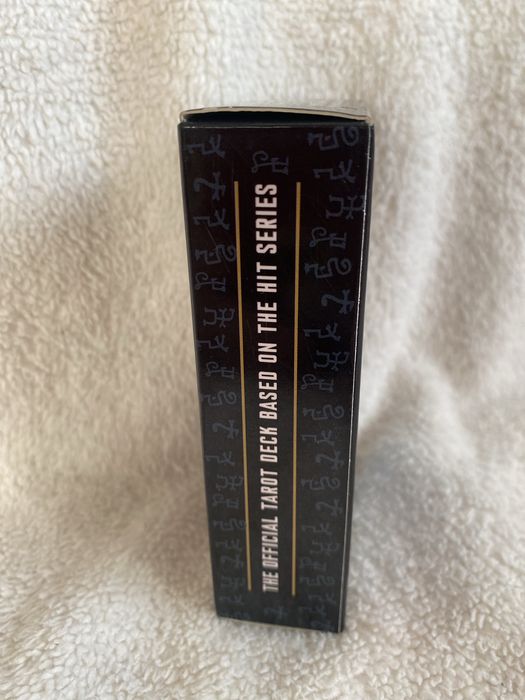 THE OFFICIAL TAROT DECK BASED ON THE HIT SERIES